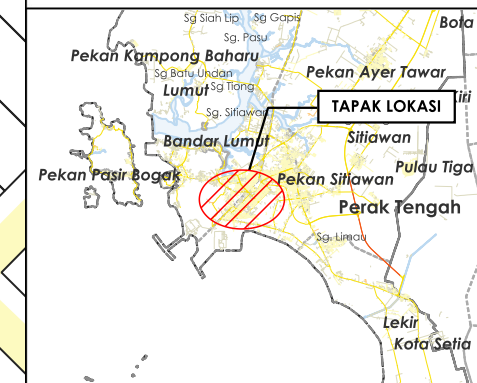 Sg Siah Lip
Sg Gapis
Bota
Sg. Pasu
Pekan Kampong Baharu
Sg Batu Undan
Pekan Ayer Tawar
Lumut
Sg Tiong
TAPAK LOKASI
Sg. Sitiawan
Bandar Lumut
Sitiawan
Pulau Tiga
Pekan Pasir Bogak
Pekan Sitiawan
Perak Tengah
Sg. Limau
Lekir
Kota Setia